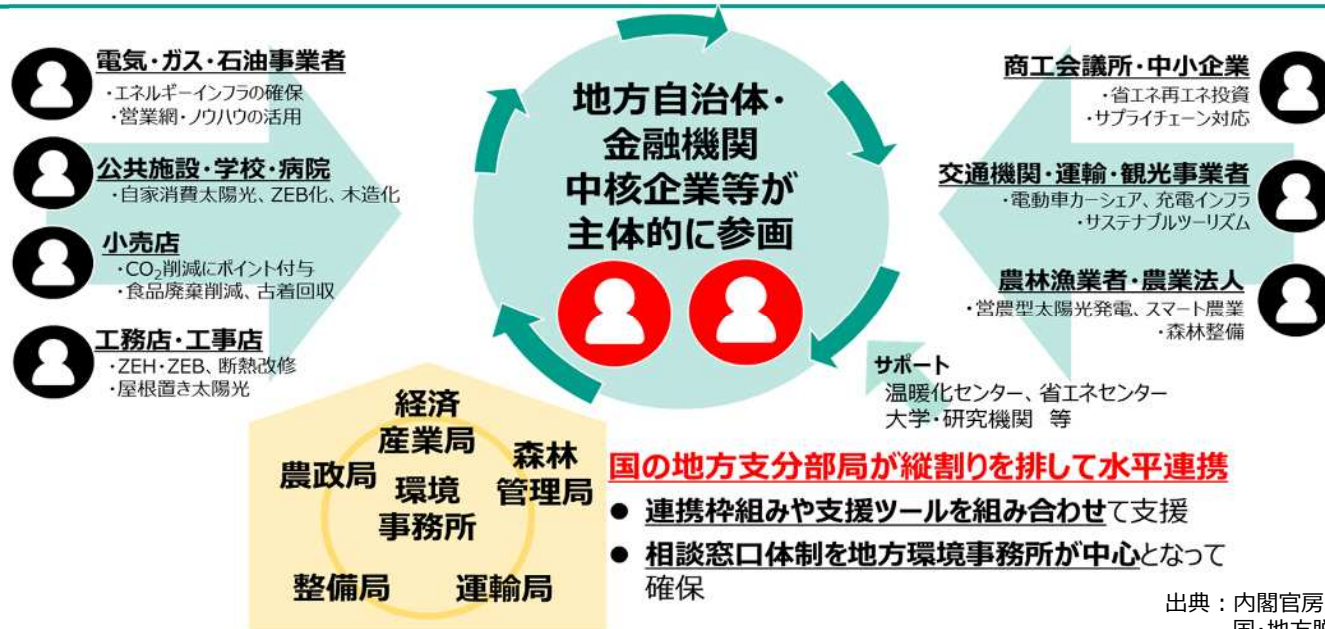 電気・ガス・石油事業者
・エネルギーインフラの確保
・営業網・ノウハウの活用
公共施設・学校・病院
・自家消費太陽光、ZEB化、木造化
小売店
・CO2削減にポイント付与
・食品廃棄削減、古着回収
工務店・工事店
・ZEH・ZEB、断熱改修
・屋根置き太陽光
地方自治体・
金融機関
中核企業等が
主体的に参画
商工会議所・中小企業
・省エネ再エネ投資
・サプライチェーン対応
交通機関・運輸・観光事業者
・電動車カーシェア、充電インフラ
・サステナブルツーリズム
農林漁業者・農業法人
・営農型太陽光発電、スマート農業
・森林整備
サポート
温暖化センター、省エネセンター
大学・研究機関 等
経済
産業局
農政局
森林
管理局
環境
事務所
整備局
運輸局
国の地方支分部局が縦割りを排して水平連携
● 連携枠組みや支援ツールを組み合わせて支援
● 相談窓口体制を地方環境事務所が中心となって
確保
出典：内閣官房
国・地方